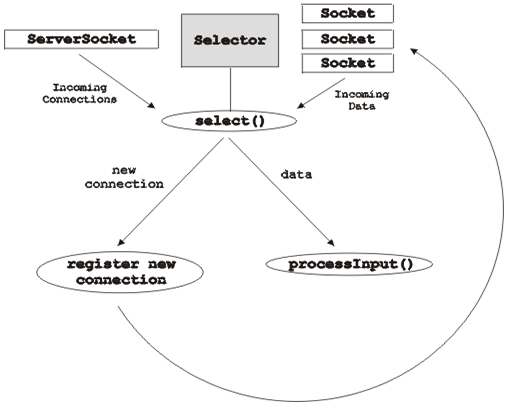 Socket
ServerSocket
Selector
Socket
Socket
Incoming
Connections
Incoming
Data
select()
new
connection
data
register new
connection
processInput()